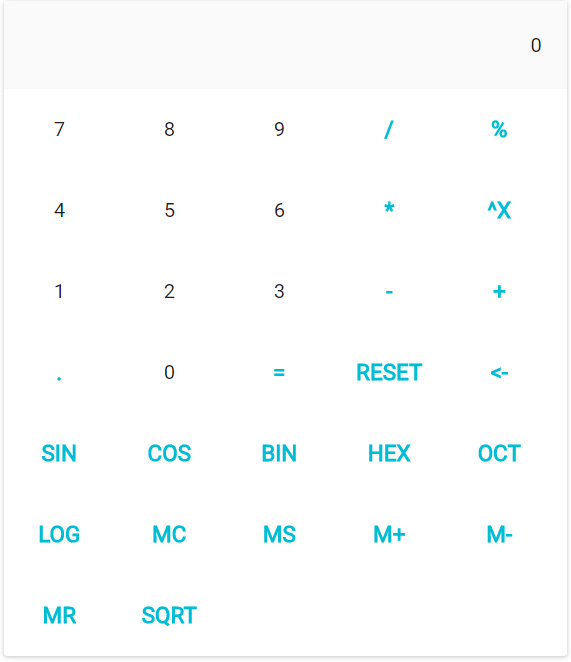 0
7 8 9 / %
4 5 6 * ^X
1 2 3 - +
. 0 = RESET <-
SIN COS BIN HEX OCT
LOG MC MS M+ M-
MR SQRT